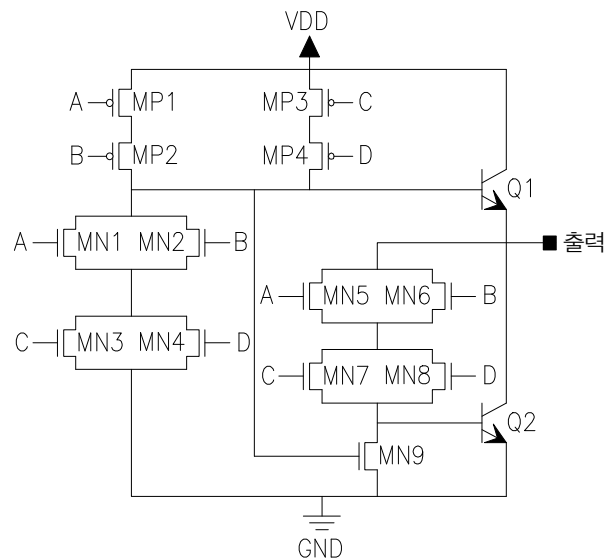 VDD
A MP1 MP3 C
B MP2 MP4 D
Q1
A MN1 MN2 B 출력
A MN5 MN6 B
C MN3 MN4 D
C MN7 MN8 D
Q2
MN9
GND